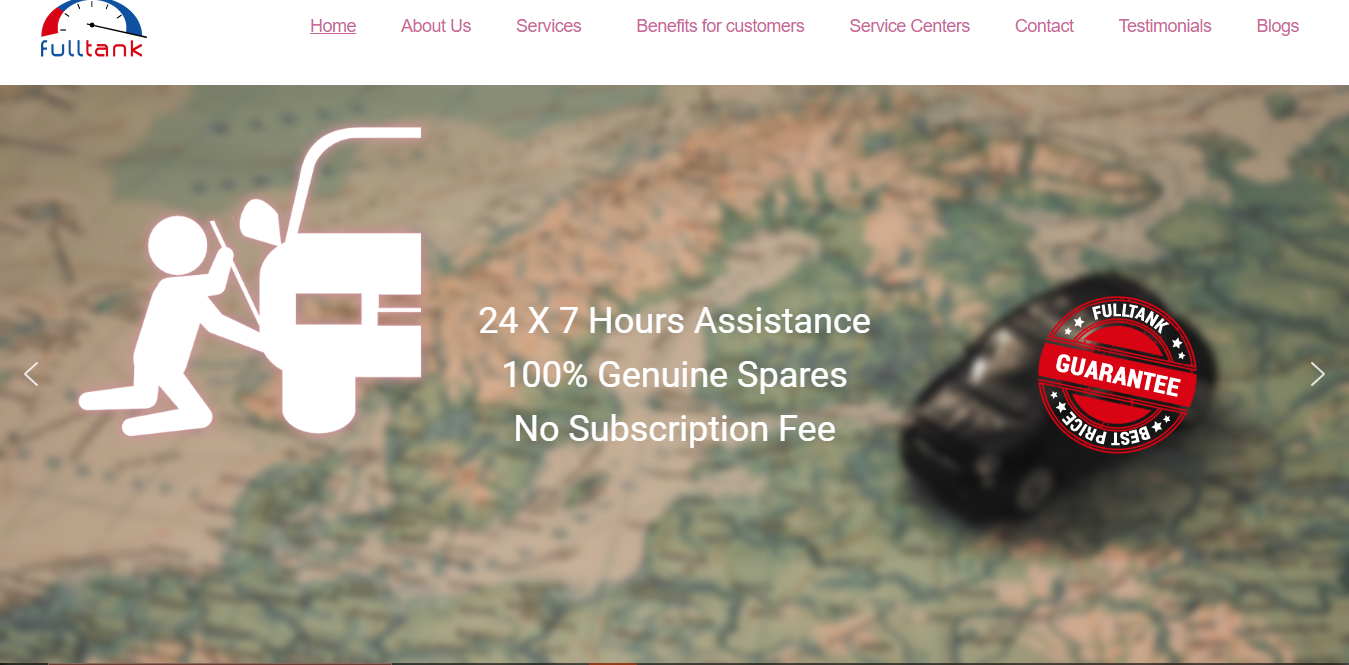 fulltank
Home
About Us
Services
Benefits for customers
Service Centers
Contact
Testimonials
Blogs
24 X 7 Hours Assistance
100% Genuine Spares
No Subscription Fee
FULLTANK
GUARANTEE
BEST PRICE